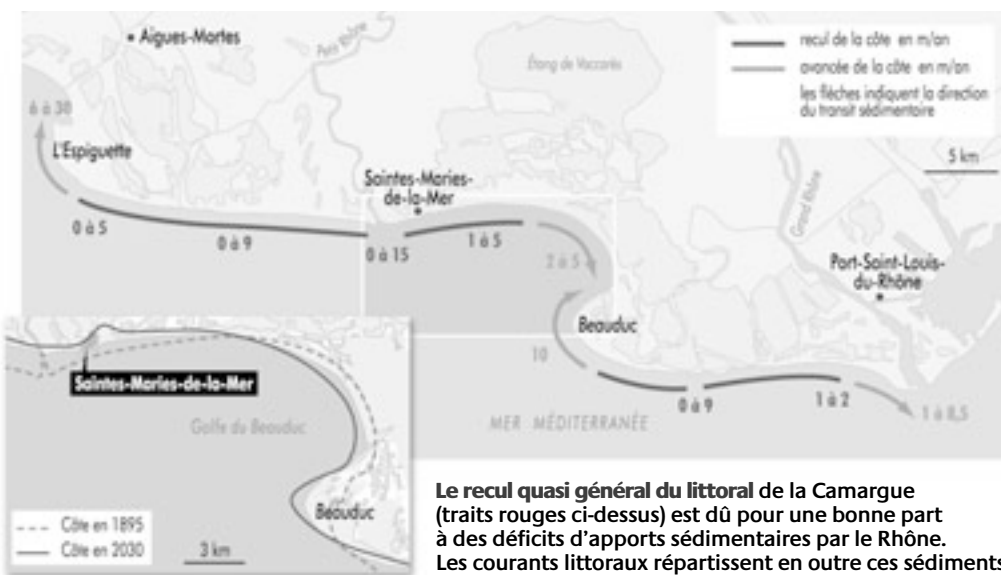 Aigues-Mortes
Petit Rhône
Étang de Vaccarès
recul de la côte en m/an
avancée de la côte en m/an
les flèches indiquent la direction
du transit sédimentaire
5 km
6 à 30
L'Espiguette
Saintes-Maries-
de-la-Mer
Grand Rhône
0 à 5
0 à 9
0 à 15
1 à 5
2 à 5
Port-Saint-Louis-
du-Rhône
Beauduc
10
0 à 9
1 à 2
1 à 8,5
MER MÉDITERRANÉE
Saintes-Maries-de-la-Mer
Golfe du Beauduc
Beauduc
Côte en 1895
Côte en 2030
3 km
Le recul quasi général du littoral de la Camargue
(traits rouges ci-dessus) est dû pour une bonne part
à des déficits d'apports sédimentaires par le Rhône.
Les courants littoraux répartissent en outre ces sédiments